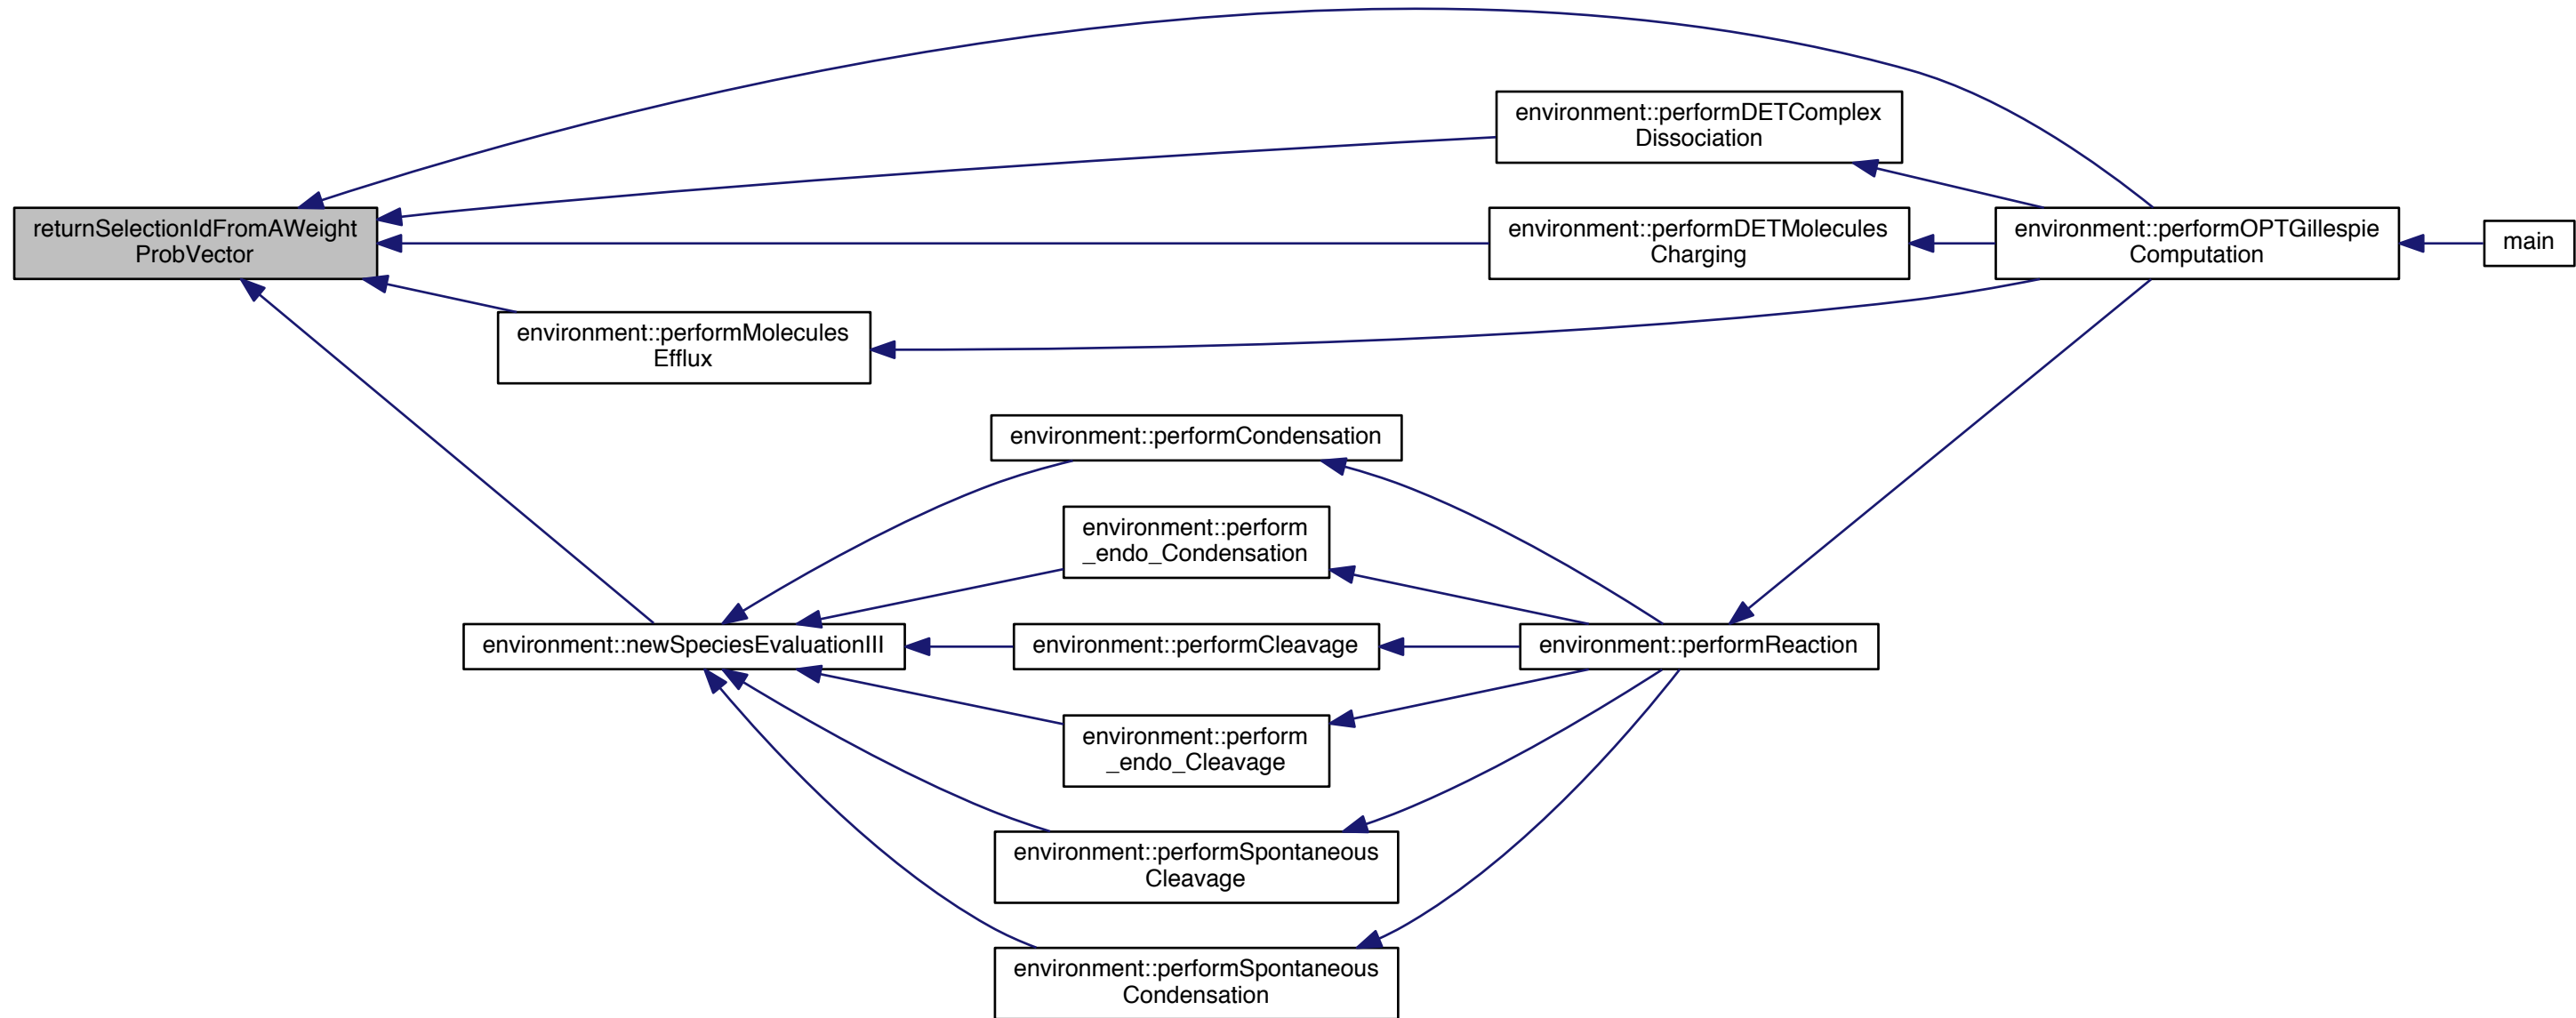 environment::performDETComplex
Dissociation
returnSelectionIdFromAWeight
ProbVector
environment::performDETMolecules
Charging
environment::performOPTGillespie
Computation
main
environment::performMolecules
Efflux
environment::performCondensation
environment::perform
_endo_Condensation
environment::newSpeciesEvaluationIII
environment::performCleavage
environment::performReaction
environment::perform
_endo_Cleavage
environment::performSpontaneous
Cleavage
environment::performSpontaneous
Condensation